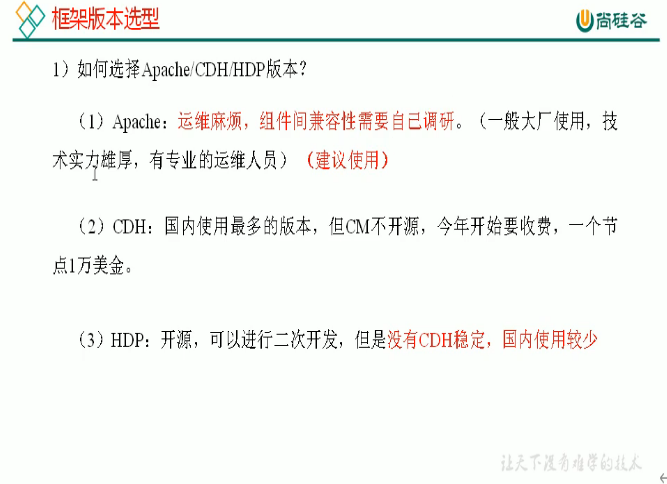 框架版本选型
尚硅谷
1）如何选择Apache/CDH/HDP版本？
（1）Apache：运维麻烦，组件间兼容性需要自己调研。（一般大厂使用，技
术实力雄厚，有专业的运维人员）（建议使用）
（2）CDH：国内使用最多的版本，但CM不开源，今年开始要收费，一个节
点1万美金。
（3）HDP：开源，可以进行二次开发，但是没有CDH稳定，国内使用较少
让天下没有难学的技术